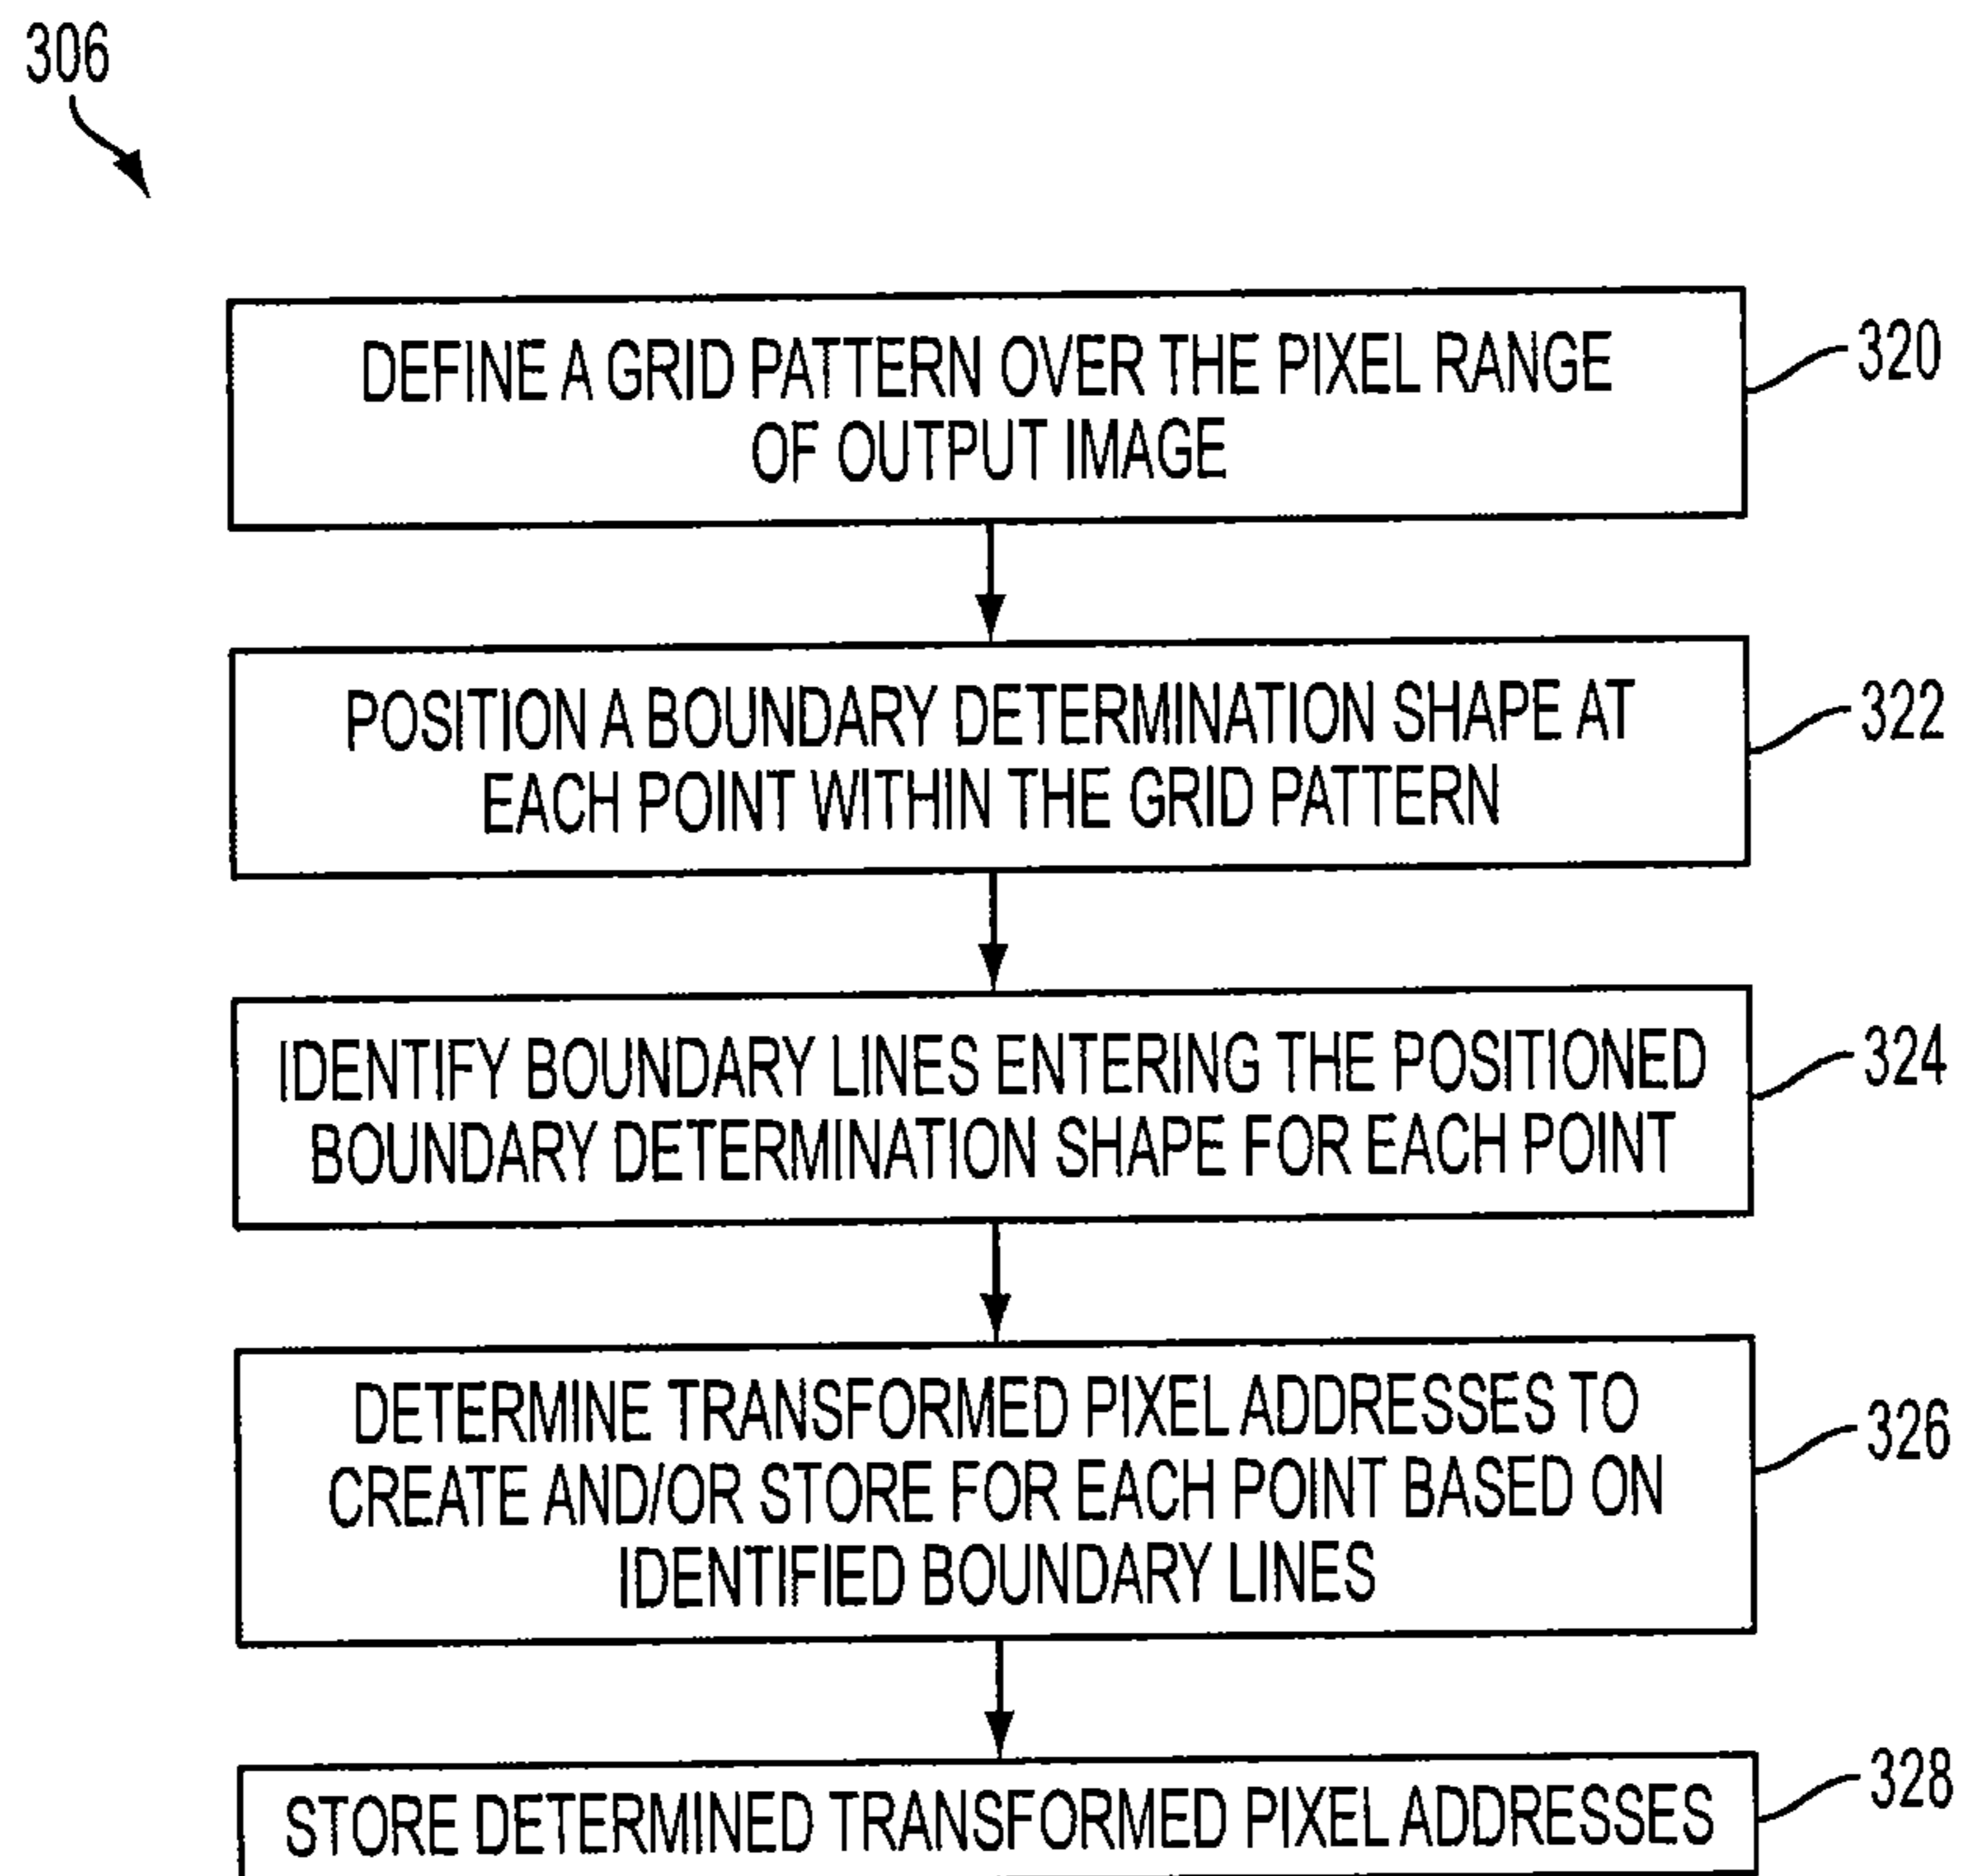 306
DEFINE A GRID PATTERN OVER THE PIXEL RANGE
OF OUTPUT IMAGE
320
POSITION A BOUNDARY DETERMINATION SHAPE AT
EACH POINT WITHIN THE GRID PATTERN
322
IDENTIFY BOUNDARY LINES ENTERING THE POSITIONED
BOUNDARY DETERMINATION SHAPE FOR EACH POINT
324
DETERMINE TRANSFORMED PIXEL ADDRESSES TO
CREATE AND/OR STORE FOR EACH POINT BASED ON
IDENTIFIED BOUNDARY LINES
326
STORE DETERMINED TRANSFORMED PIXEL ADDRESSES
328